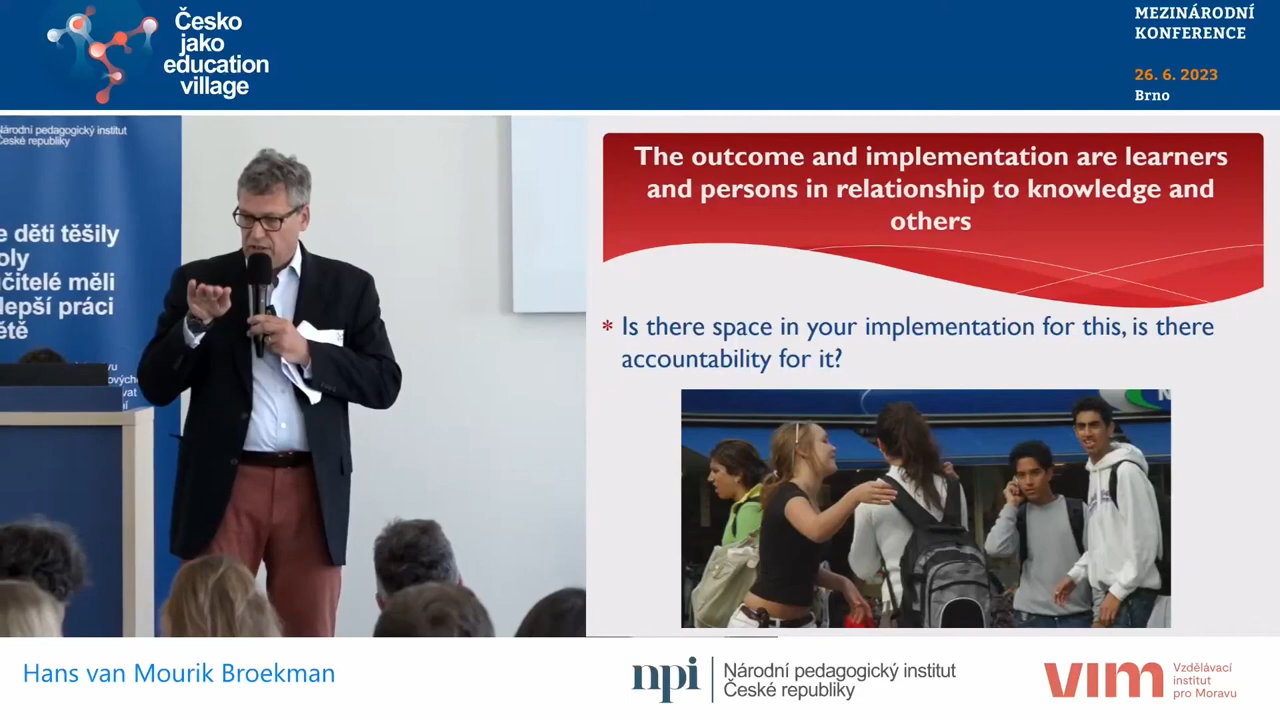 Česko
jako
education
village
MEZINÁRODNÍ
KONFERENCE
26. 6. 2023
Brno
Národní pedagogický institut
České republiky
děti těšily
měli
práci
The outcome and implementation are learners
and persons in relationship to knowledge and
others
* Is there space in your implementation for this, is there
accountability for it?
Hans van Mourik Broekman
npi
Národní pedagogický institut
České republiky
vim
Vzdělávací
institut
pro Moravu